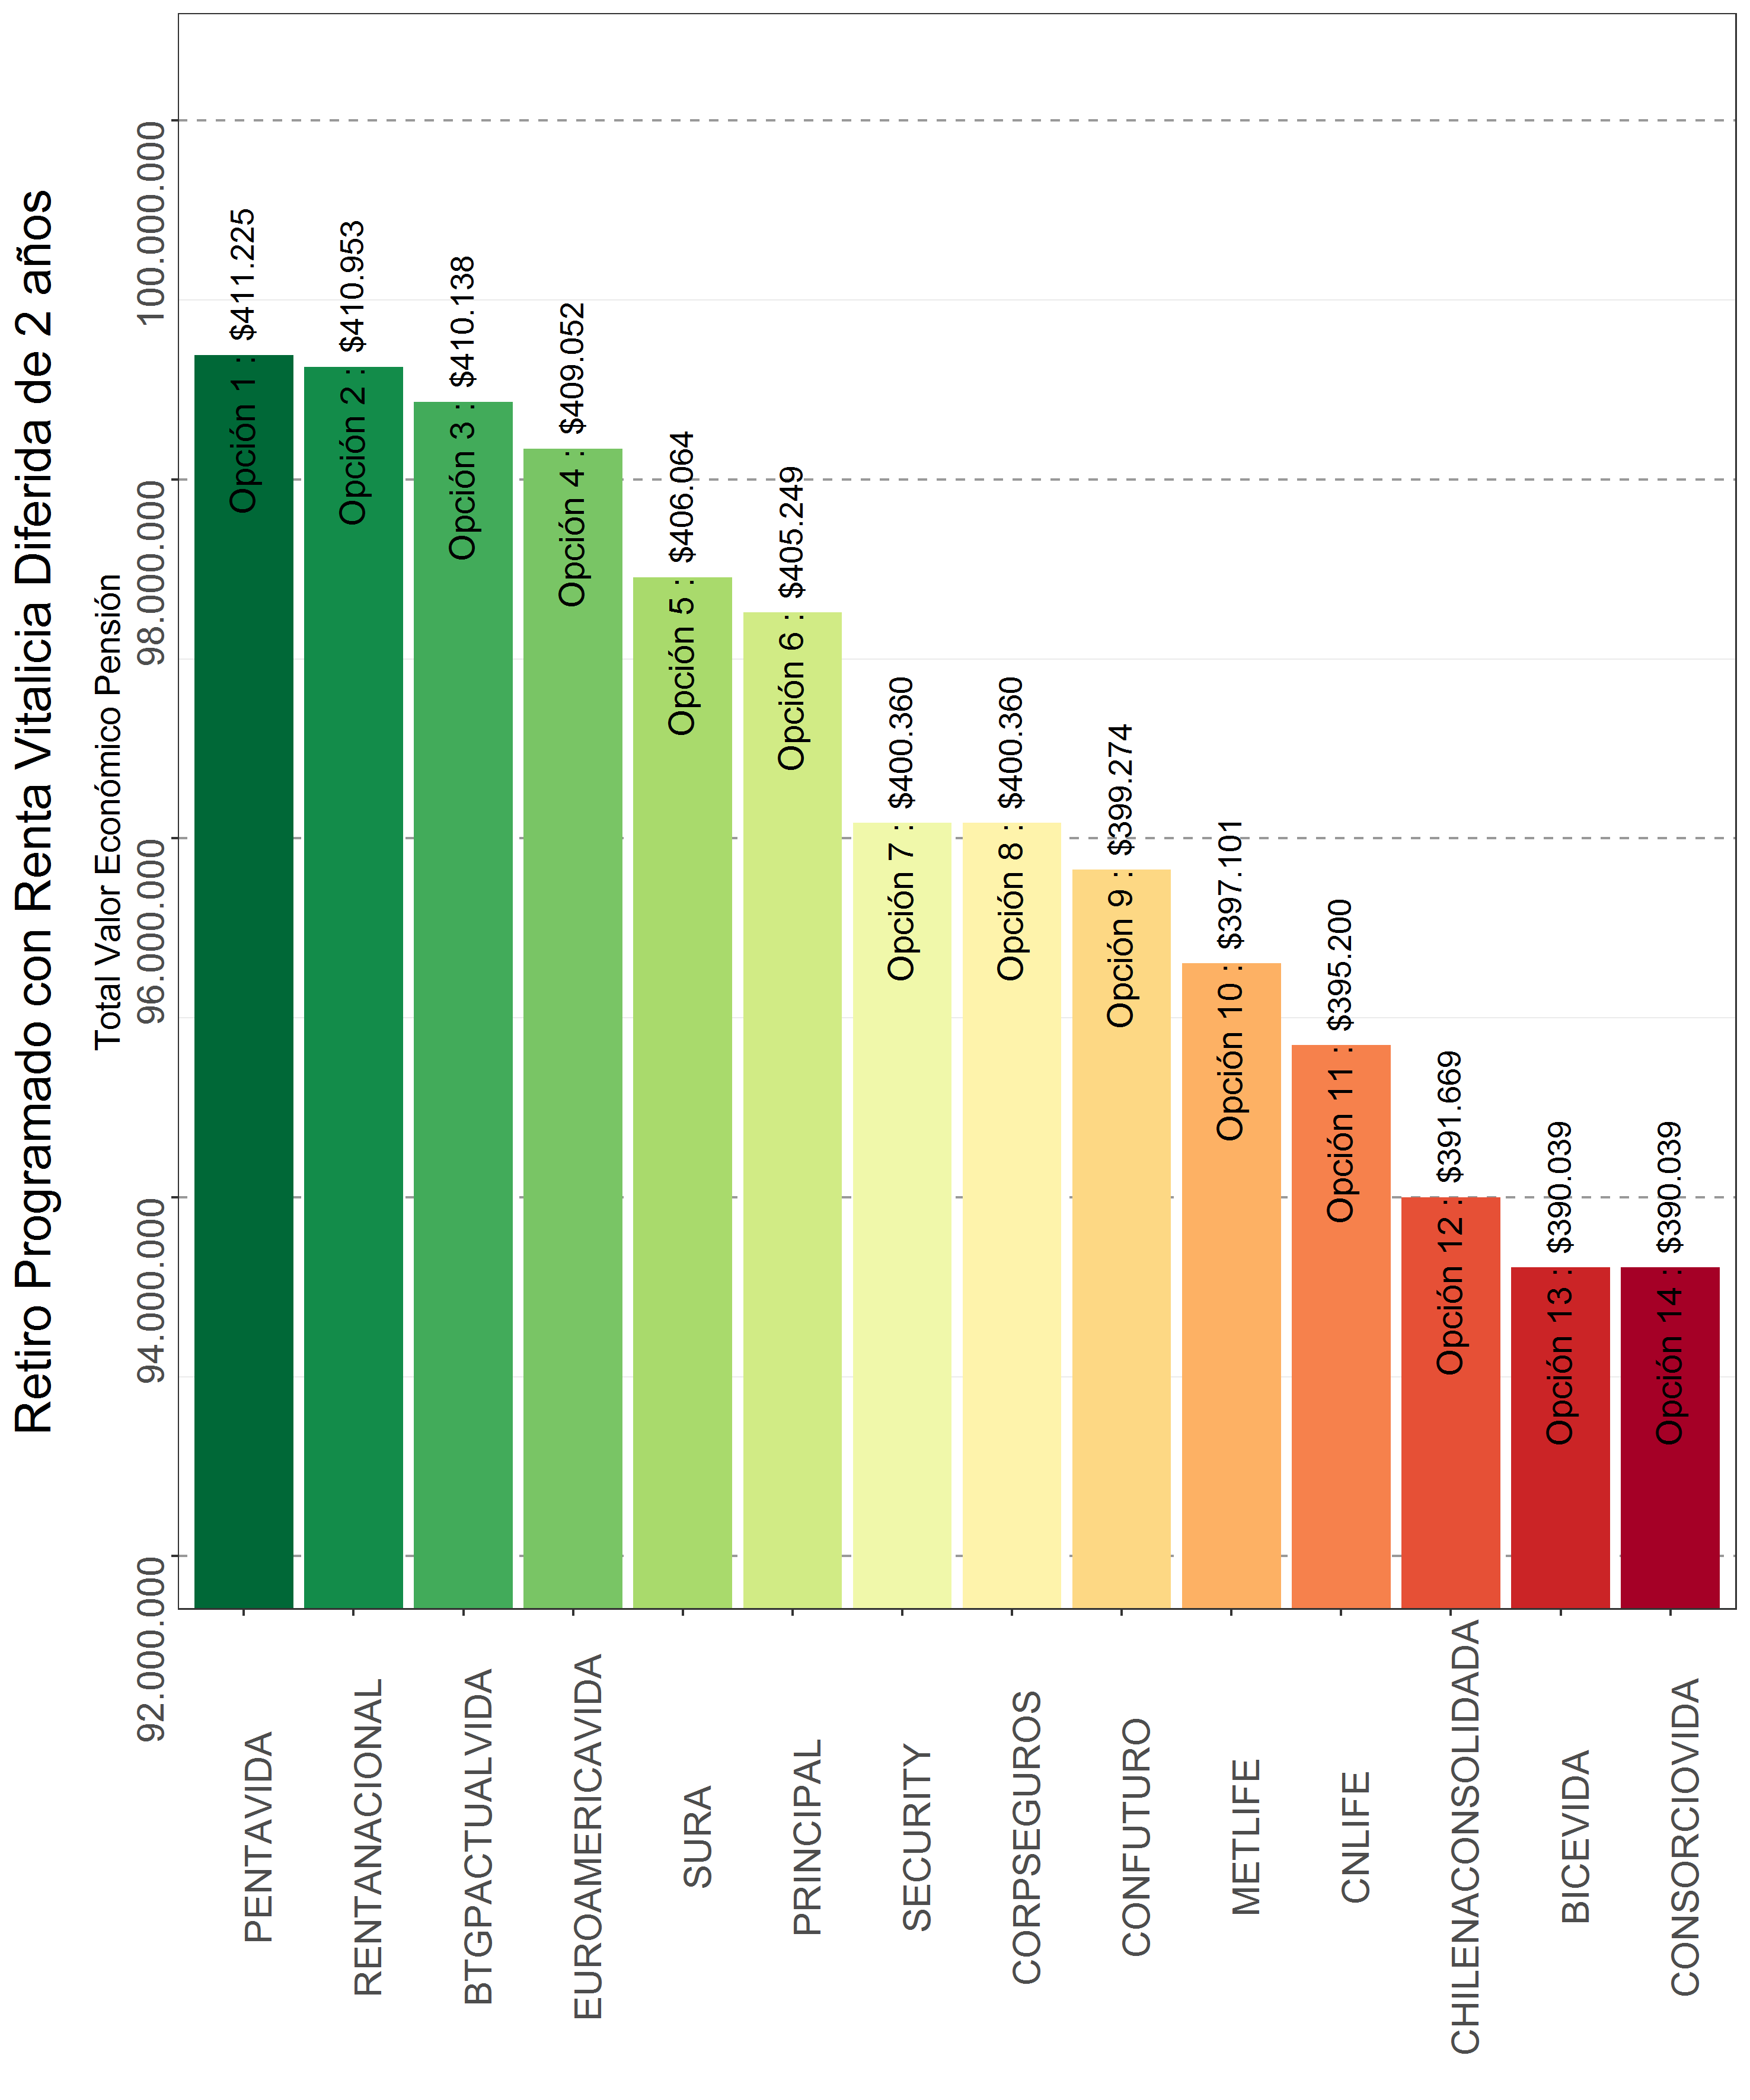 Retiro Programado con Renta Vitalicia Diferida de 2 años
Total Valor Económico Pensión
100.000.000
98.000.000
96.000.000
94.000.000
92.000.000
Opción 1 : $411.225
Opción 2 : $410.953
Opción 3 : $410.138
Opción 4 : $409.052
Opción 5 : $406.064
Opción 6 : $405.249
Opción 7 : $400.360
Opción 8 : $400.360
Opción 9 : $399.274
Opción 10 : $397.101
Opción 11 : $395.200
Opción 12 : $391.669
Opción 13 : $390.039
Opción 14 : $390.039
PENTAVIDA
RENTANACIONAL
BTGPACTUALVIDA
EUROAMERICAVIDA
SURA
PRINCIPAL
SECURITY
CORPSEGUROS
CONFUTURO
METLIFE
CNLIFE
CHILENACONSOLIDADA
BICEVIDA
CONSORCIOVIDA